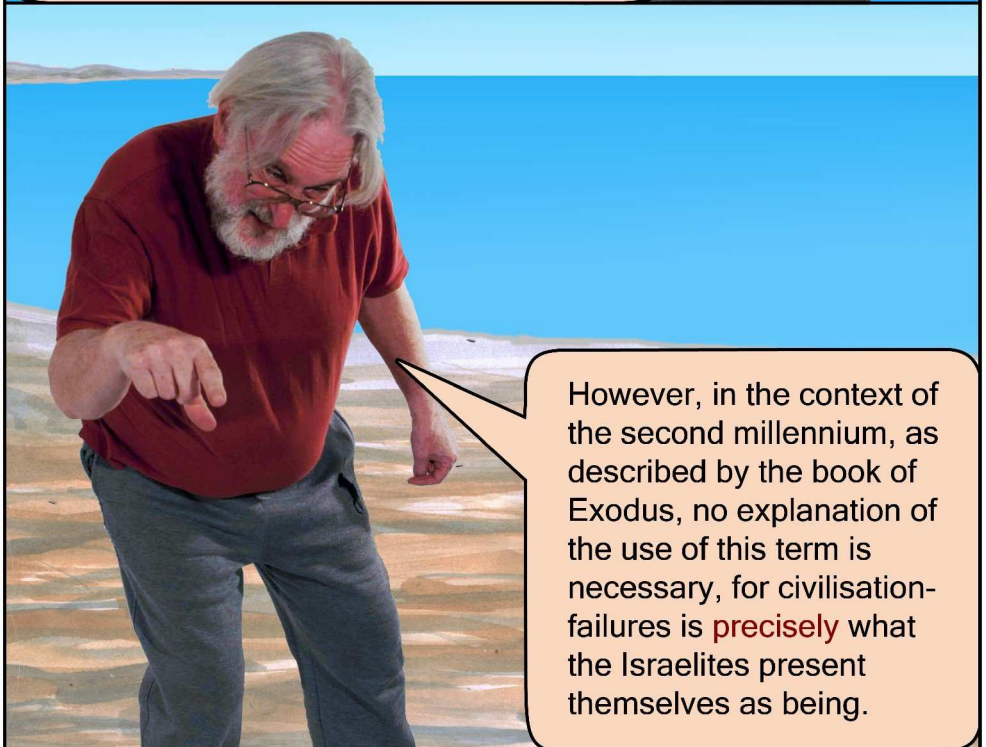 However, in the context of
the second millennium, as
described by the book of
Exodus, no explanation of
the use of this term is
necessary, for civilisation-
failures is precisely what
the Israelites present
themselves as being.